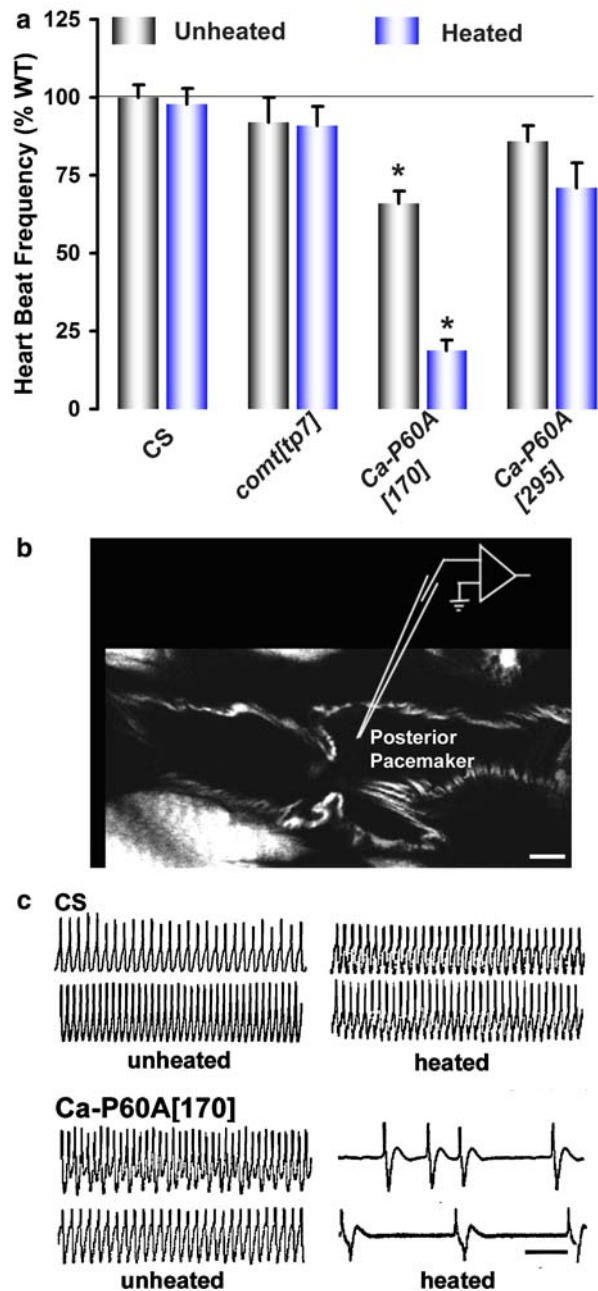 a
Unheated
Heated
Heart Beat Frequency (% WT)
125
100
75
50
25
0
*
*
CS
comt[tp7]
Ca-P60A
[170]
Ca-P60A
[295]
b
Posterior
Pacemaker
c
CS
unheated
heated
Ca-P60A[170]
unheated
heated